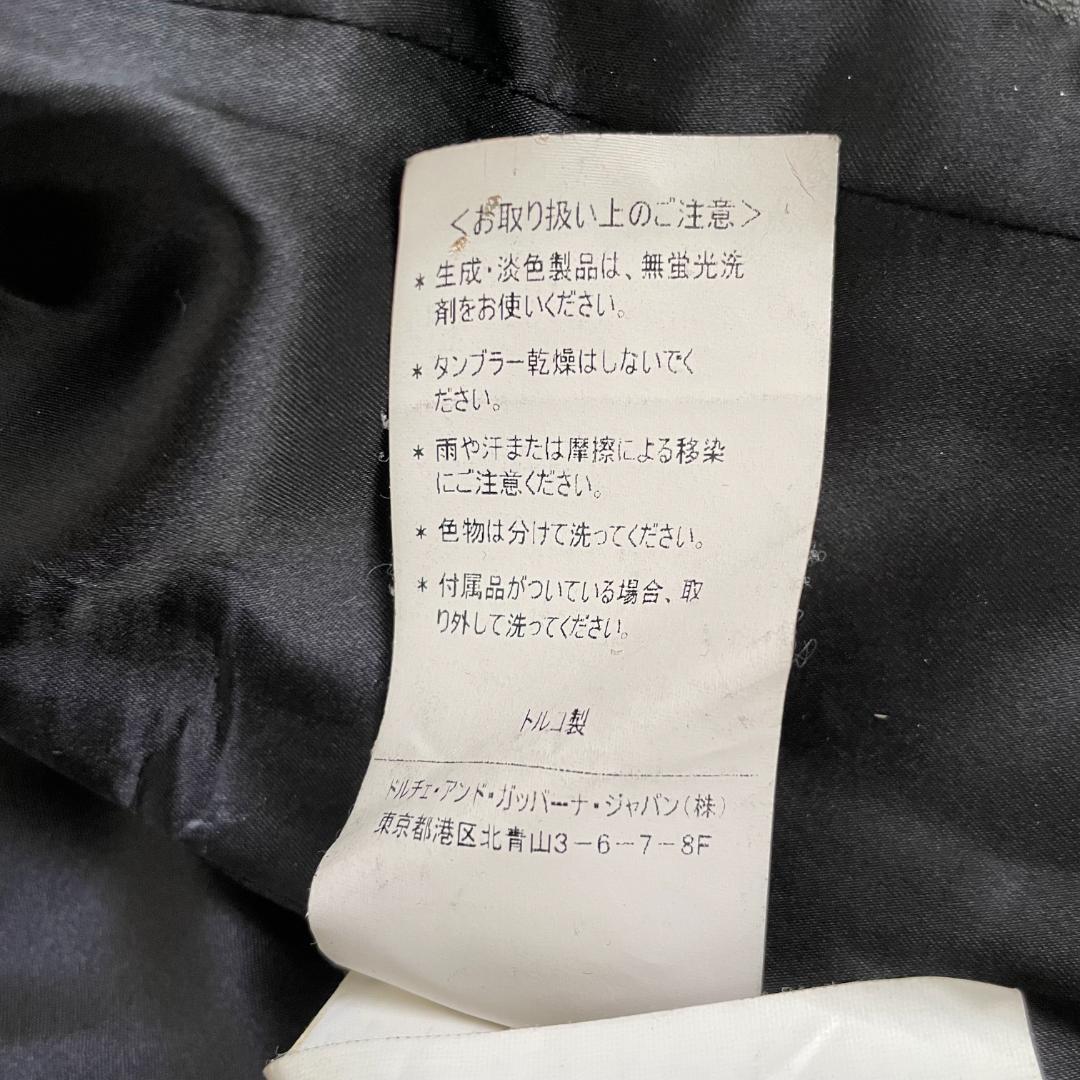 <お取り扱い上のご注意>
* 生成・淡色製品は、無蛍光洗
剤をお使いください。
* タンブラー乾燥はしないでく
ださい。
* 雨や汗または摩擦による移染
にご注意ください。
* 色物は分けて洗ってください。
* 付属品がついている場合、取
り外して洗ってください。
トルコ製
ドルチェ・アンド・ガッバーナ・ジャパン(株)
東京都港区北青山3-6-7-8F